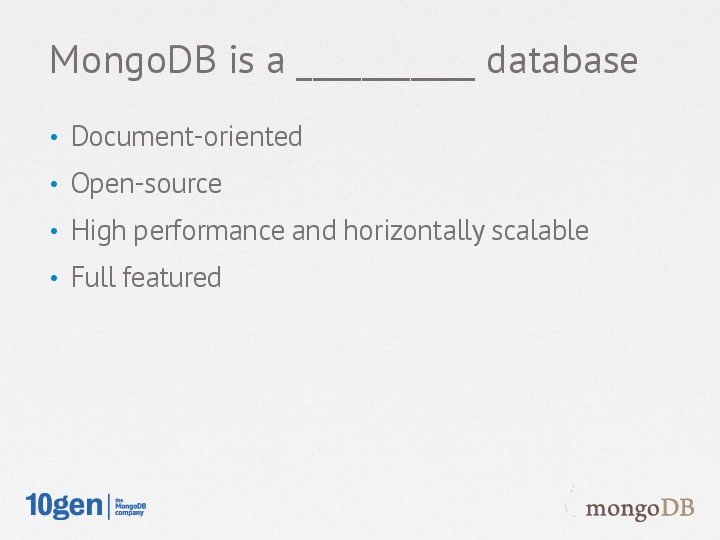 MongoDB is a ___________ database
• Document-oriented
• Open-source
• High performance and horizontally scalable
• Full featured
10gen | the MongoDB company
mongoDB